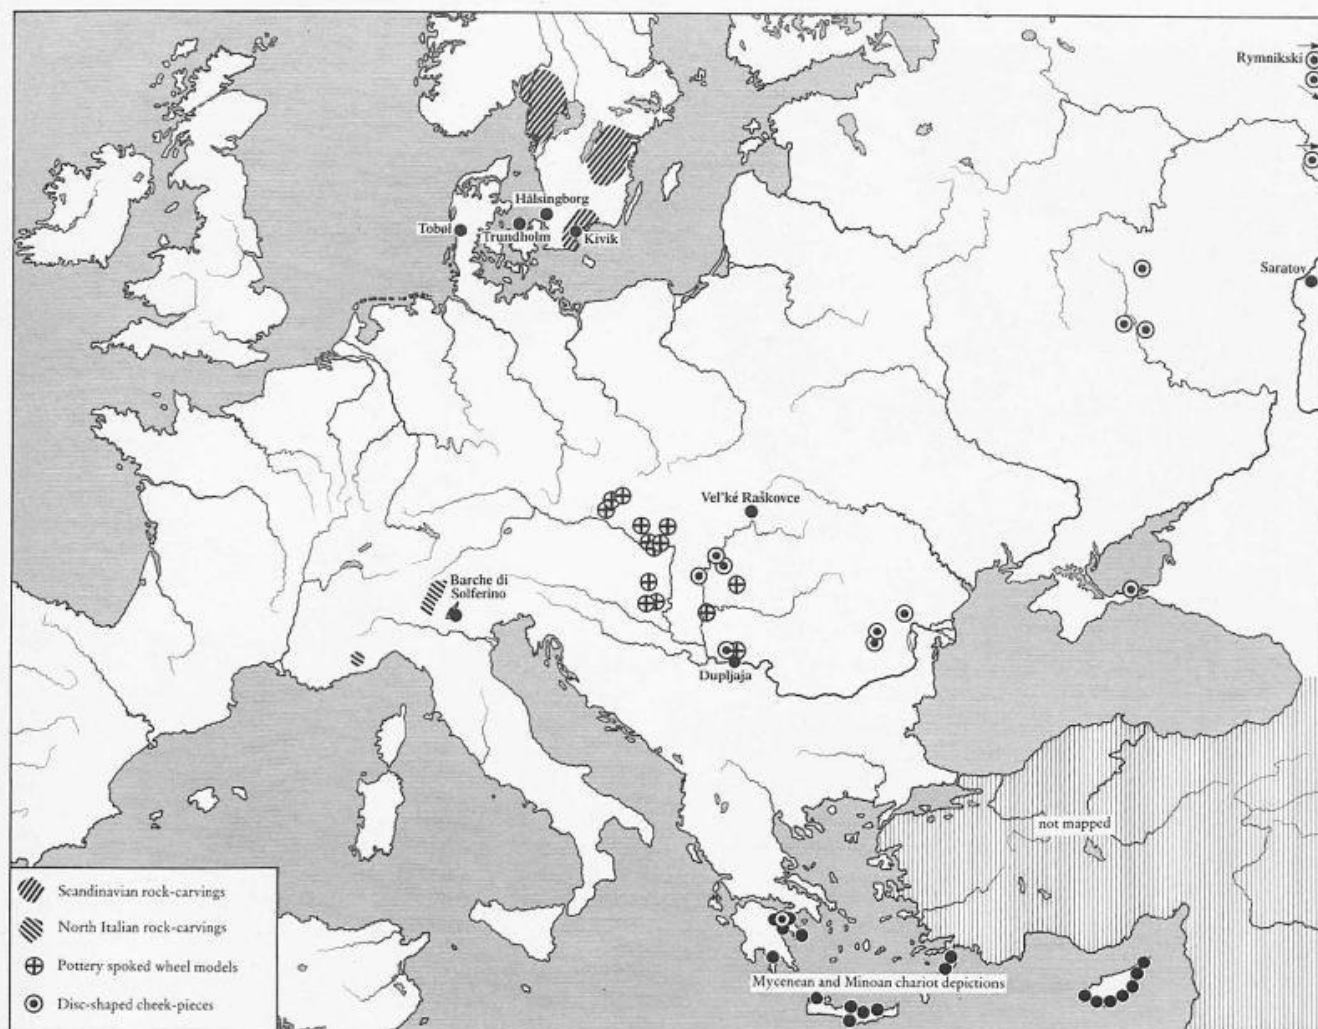 Rymnikski
Hälsingborg
Tobøl
Trundholm
Kivik
Saratov
Vel'ké Raškovce
Barche di
Solferino
Dupljaja
not mapped
Mycenean and Minoan chariot depictions
Scandinavian rock-carvings
North Italian rock-carvings
Pottery spoked wheel models
Disc-shaped cheek-pieces